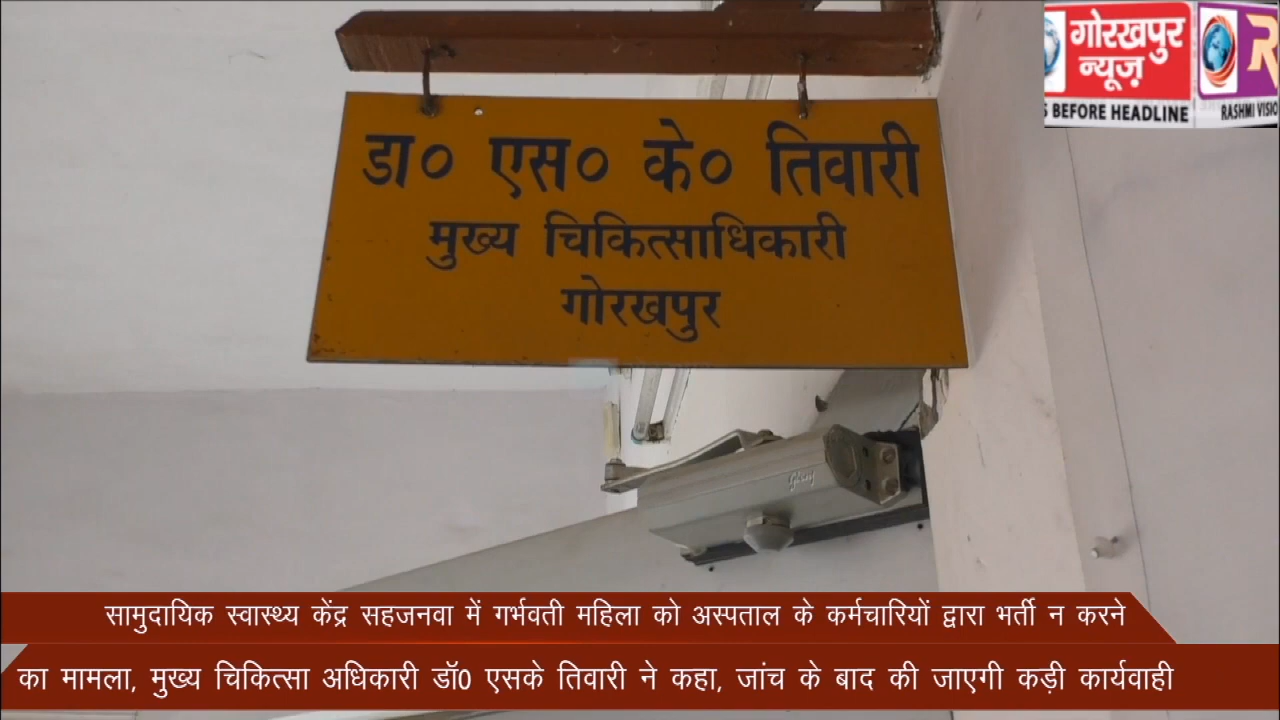 गोरखपुर
न्यूज़
BEFORE HEADLINE
R
RASHMI VISIO
डा० एस० के० तिवारी
मुख्य चिकित्साधिकारी
गोरखपुर
Godrej
सामुदायिक स्वास्थ्य केंद्र सहजनवा में गर्भवती महिला को अस्पताल के कर्मचारियों द्वारा भर्ती न करने
का मामला, मुख्य चिकित्सा अधिकारी डॉ0 एसके तिवारी ने कहा, जांच के बाद की जाएगी कड़ी कार्यवाही